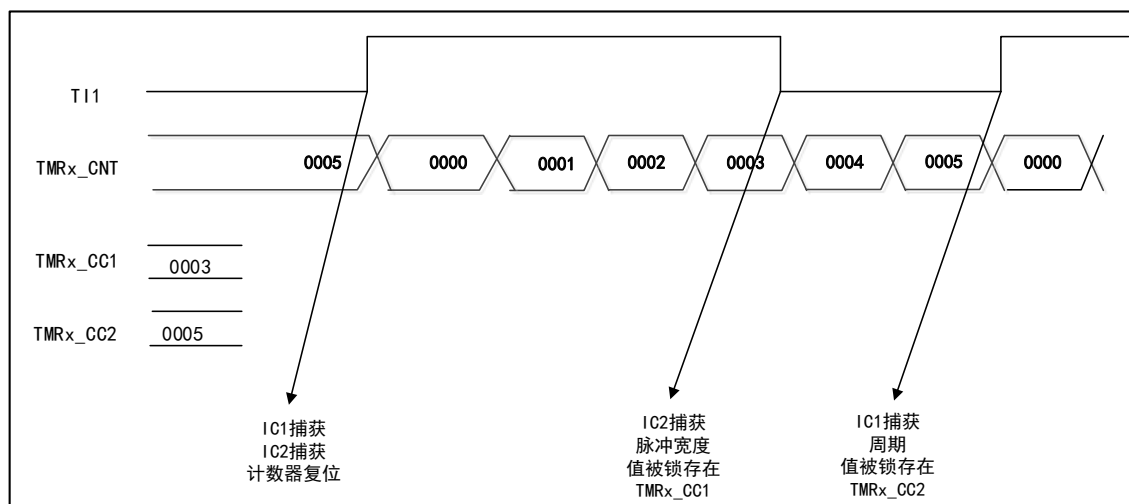 TI1
TMRx_CNT
0005 0000 0001 0002 0003 0004 0005 0000
TMRx_CC1
0003
TMRx_CC2
0005
IC1捕获
IC2捕获
计数器复位
IC2捕获
脉冲宽度
值被锁存在
TMRx_CC1
IC1捕获
周期
值被锁存在
TMRx_CC2